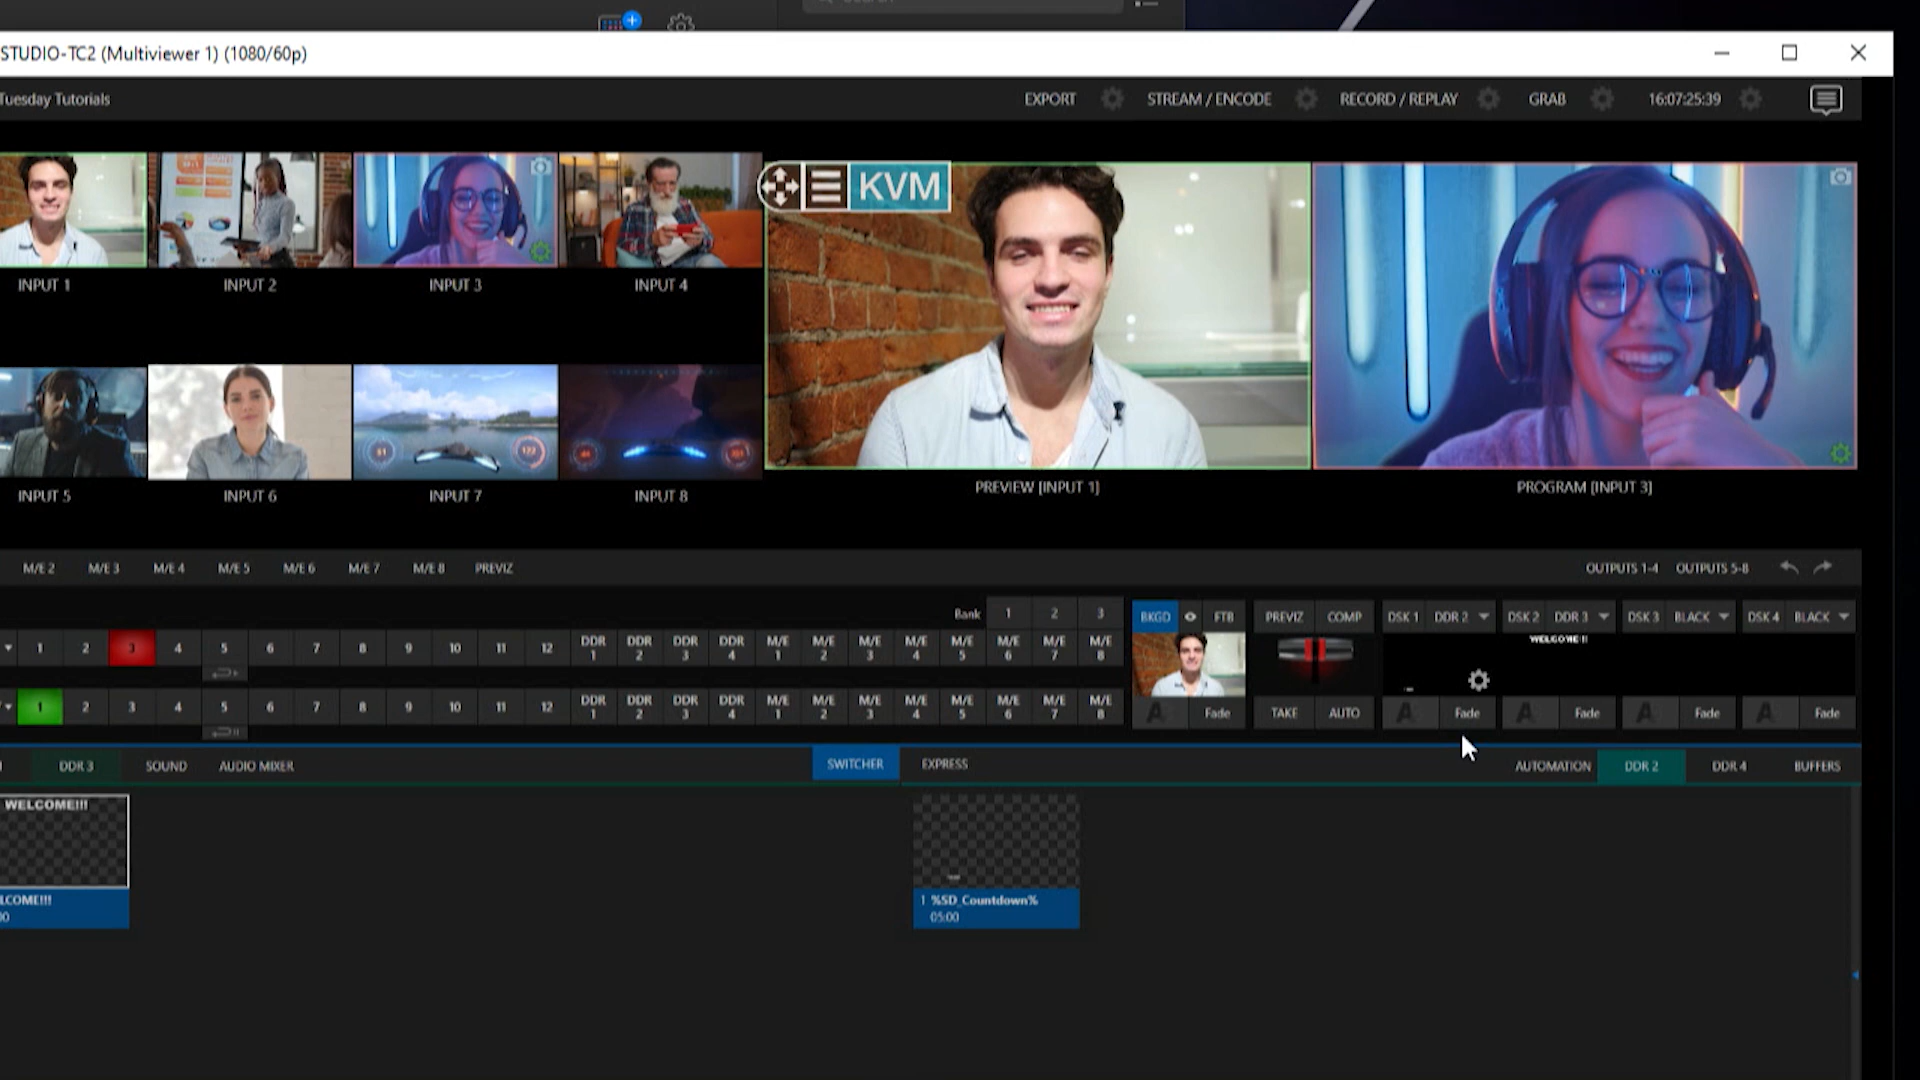 STUDIO-TC2 (Multiviewer 1) (1080/60p)
Tuesday Tutorials
EXPORT
STREAM / ENCODE
RECORD / REPLAY
GRAB
16:07:25:39
KVM
INPUT 1
INPUT 2
INPUT 3
INPUT 4
INPUT 5
INPUT 6
INPUT 7
INPUT 8
PREVIEW [INPUT 1]
PROGRAM [INPUT 3]
M/E 2
M/E 3
M/E 4
M/E 5
M/E 6
M/E 7
M/E 8
PREVIZ
OUTPUTS 1-4
OUTPUTS 5-8
Bank 1 2 3
1 2 3 4 5 6 7 8 9 10 11 12 DDR 1 DDR 2 DDR 3 DDR 4 M/E 1 M/E 2 M/E 3 M/E 4 M/E 5 M/E 6 M/E 7 M/E 8
1 2 3 4 5 6 7 8 9 10 11 12 DDR 1 DDR 2 DDR 3 DDR 4 M/E 1 M/E 2 M/E 3 M/E 4 M/E 5 M/E 6 M/E 7 M/E 8
BKGD FTB
PREVIZ COMP
DSK 1 DDR 2
DSK 2 DDR 3
DSK 3 BLACK
DSK 4 BLACK
WELCOME!!!
A Fade
TAKE AUTO
A Fade
A Fade
A Fade
A Fade
DDR 3
SOUND
AUDIO MIXER
SWITCHER
EXPRESS
AUTOMATION
DDR 2
DDR 4
BUFFERS
WELCOME!!!
LCOME!!!
00
1 %SD_Countdown%
05:00